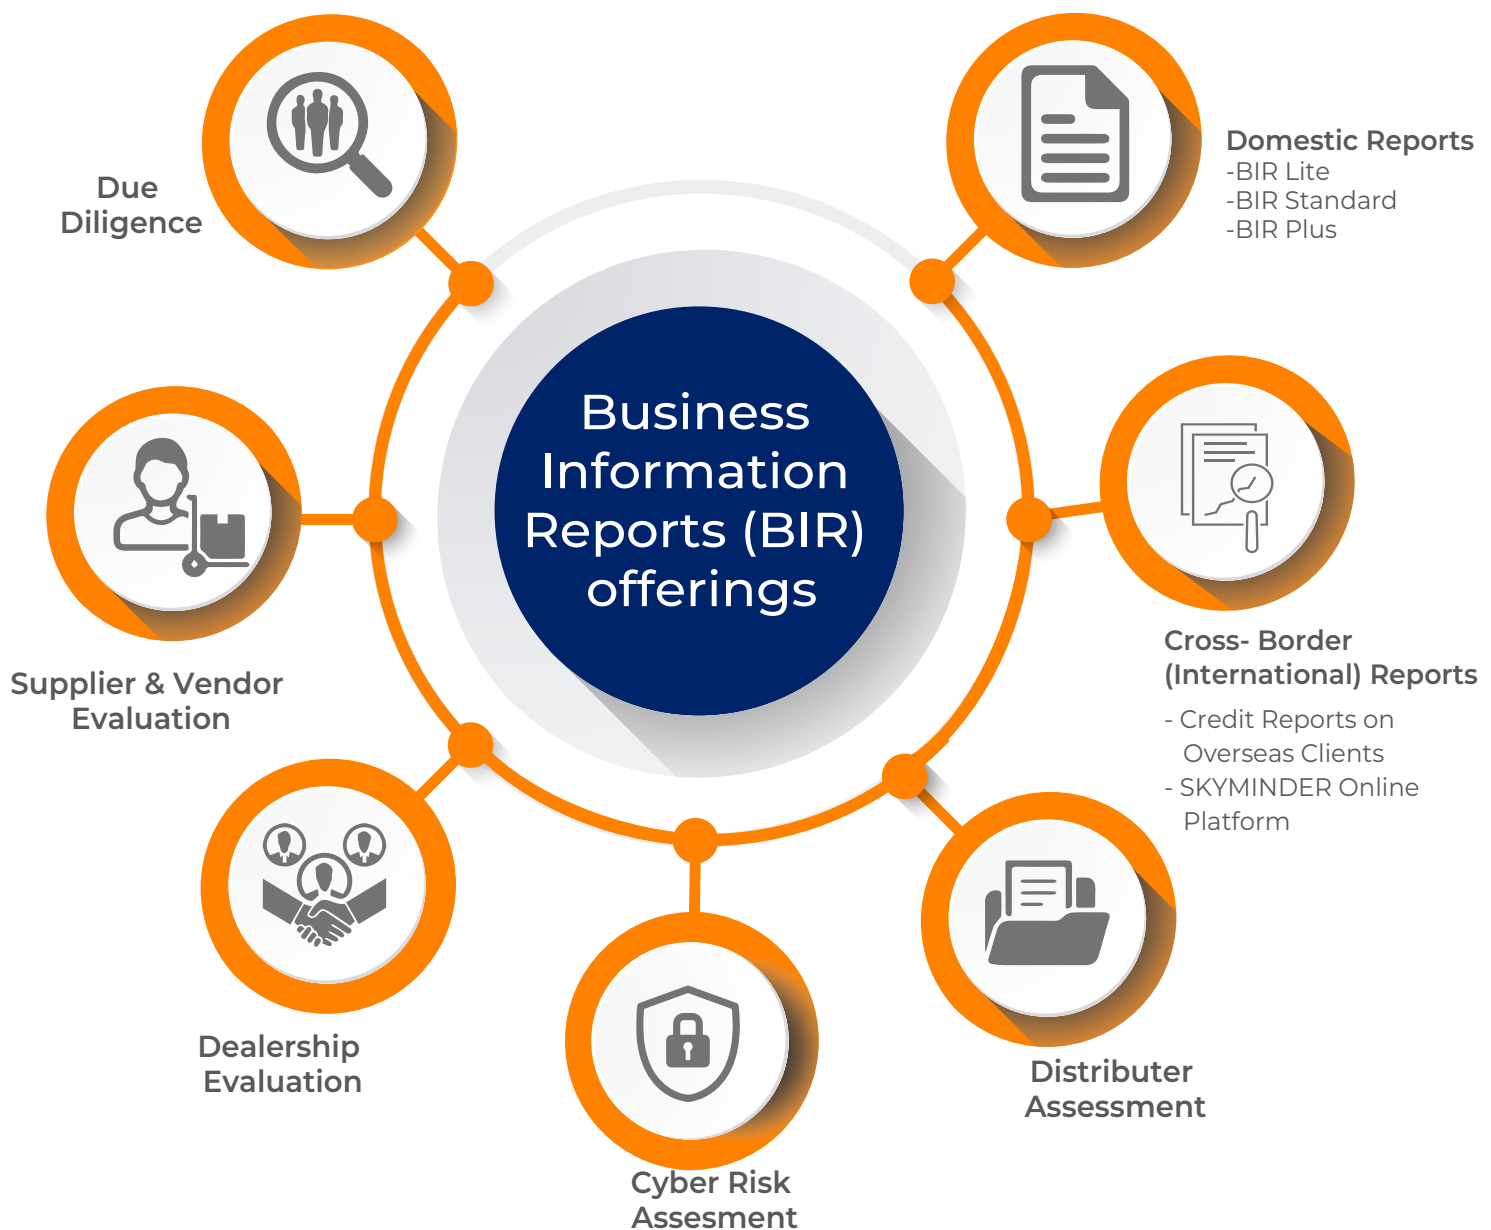 Business
Information
Reports (BIR)
offerings
Domestic Reports
-BIR Lite
-BIR Standard
-BIR Plus
Cross- Border
(International) Reports
- Credit Reports on
Overseas Clients
- SKYMINDER Online
Platform
Distributer
Assessment
Cyber Risk
Assesment
Dealership
Evaluation
Supplier & Vendor
Evaluation
Due
Diligence